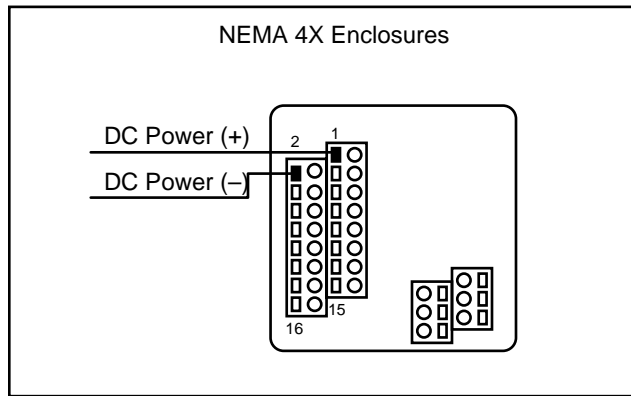 NEMA 4X Enclosures
DC Power (+)
2
1
DC Power (–)
15
16